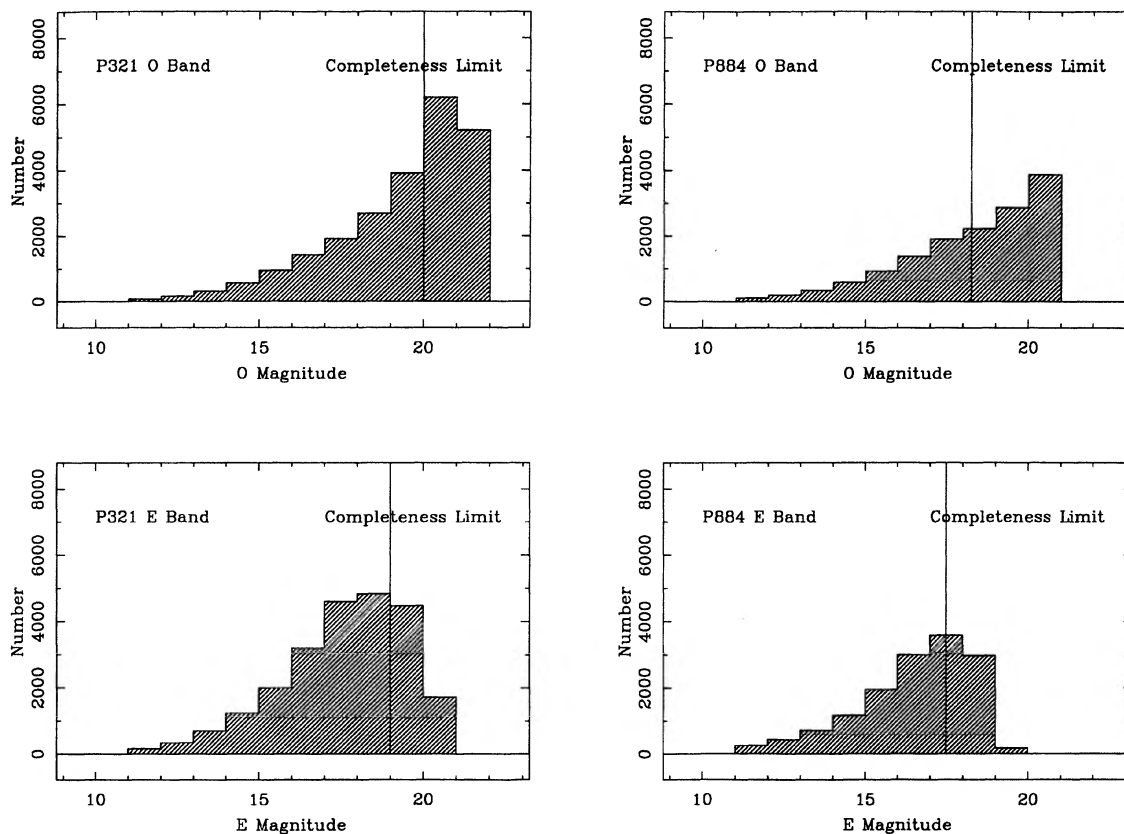 P321 O Band
Completeness Limit
Number
0
2000
4000
6000
8000
10
15
20
O Magnitude
P884 O Band
Completeness Limit
Number
0
2000
4000
6000
8000
10
15
20
O Magnitude
P321 E Band
Completeness Limit
Number
0
2000
4000
6000
8000
10
15
20
E Magnitude
P884 E Band
Completeness Limit
Number
0
2000
4000
6000
8000
10
15
20
E Magnitude